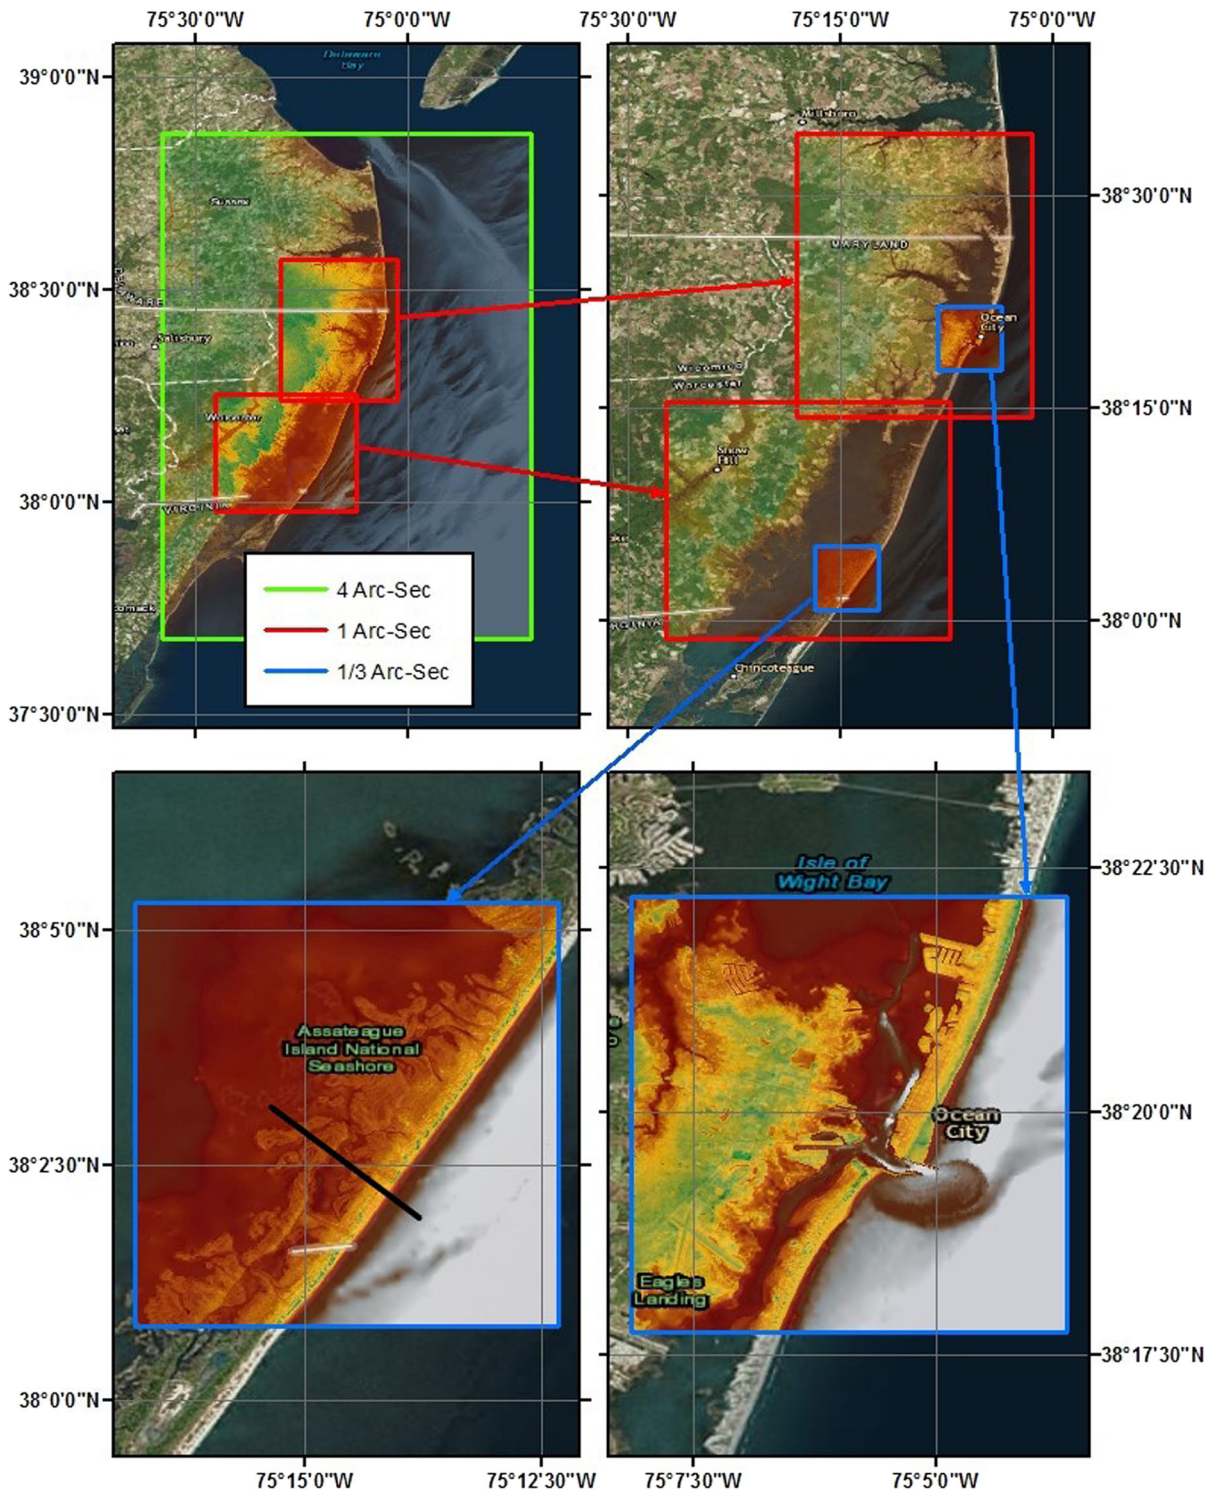 75°30'0"W
75°0'0"W
75°30'0"W
75°15'0"W
75°0'0"W
39°0'0"N
38°30'0"N
38°0'0"N
37°30'0"N
Delaware
Bay
Sussex
Salisbury
Worcester
VIRGINIA
4 Arc-Sec
1 Arc-Sec
1/3 Arc-Sec
Millsboro
MARYLAND
Ocean
City
Wicomico
Worcester
Snow
Hill
Chincoteague
38°30'0"N
38°15'0"N
38°0'0"N
38°5'0"N
38°2'30"N
38°0'0"N
Assateague
Island National
Seashore
75°15'0"W
75°12'30"W
Isle of
Wight Bay
Ocean
City
Eagles
Landing
38°22'30"N
38°20'0"N
38°17'30"N
75°7'30"W
75°5'0"W